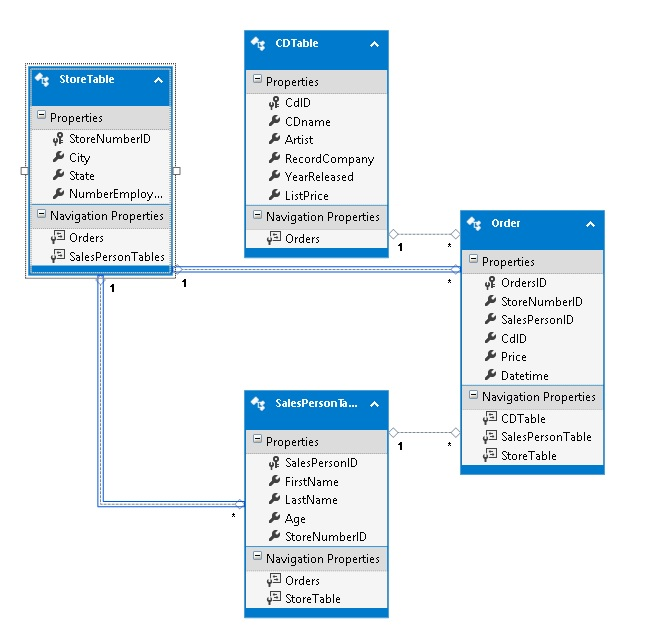 StoreTable
Properties
StoreNumberID
City
State
NumberEmploy...
Navigation Properties
Orders
SalesPersonTables
CDTable
Properties
CdID
CDname
Artist
RecordCompany
YearReleased
ListPrice
Navigation Properties
Orders
1
*
1
*
1
*
Order
Properties
OrdersID
StoreNumberID
SalesPersonID
CdID
Price
Datetime
Navigation Properties
CDTable
SalesPersonTable
StoreTable
SalesPersonTa...
Properties
SalesPersonID
FirstName
LastName
Age
StoreNumberID
Navigation Properties
Orders
StoreTable
1
*